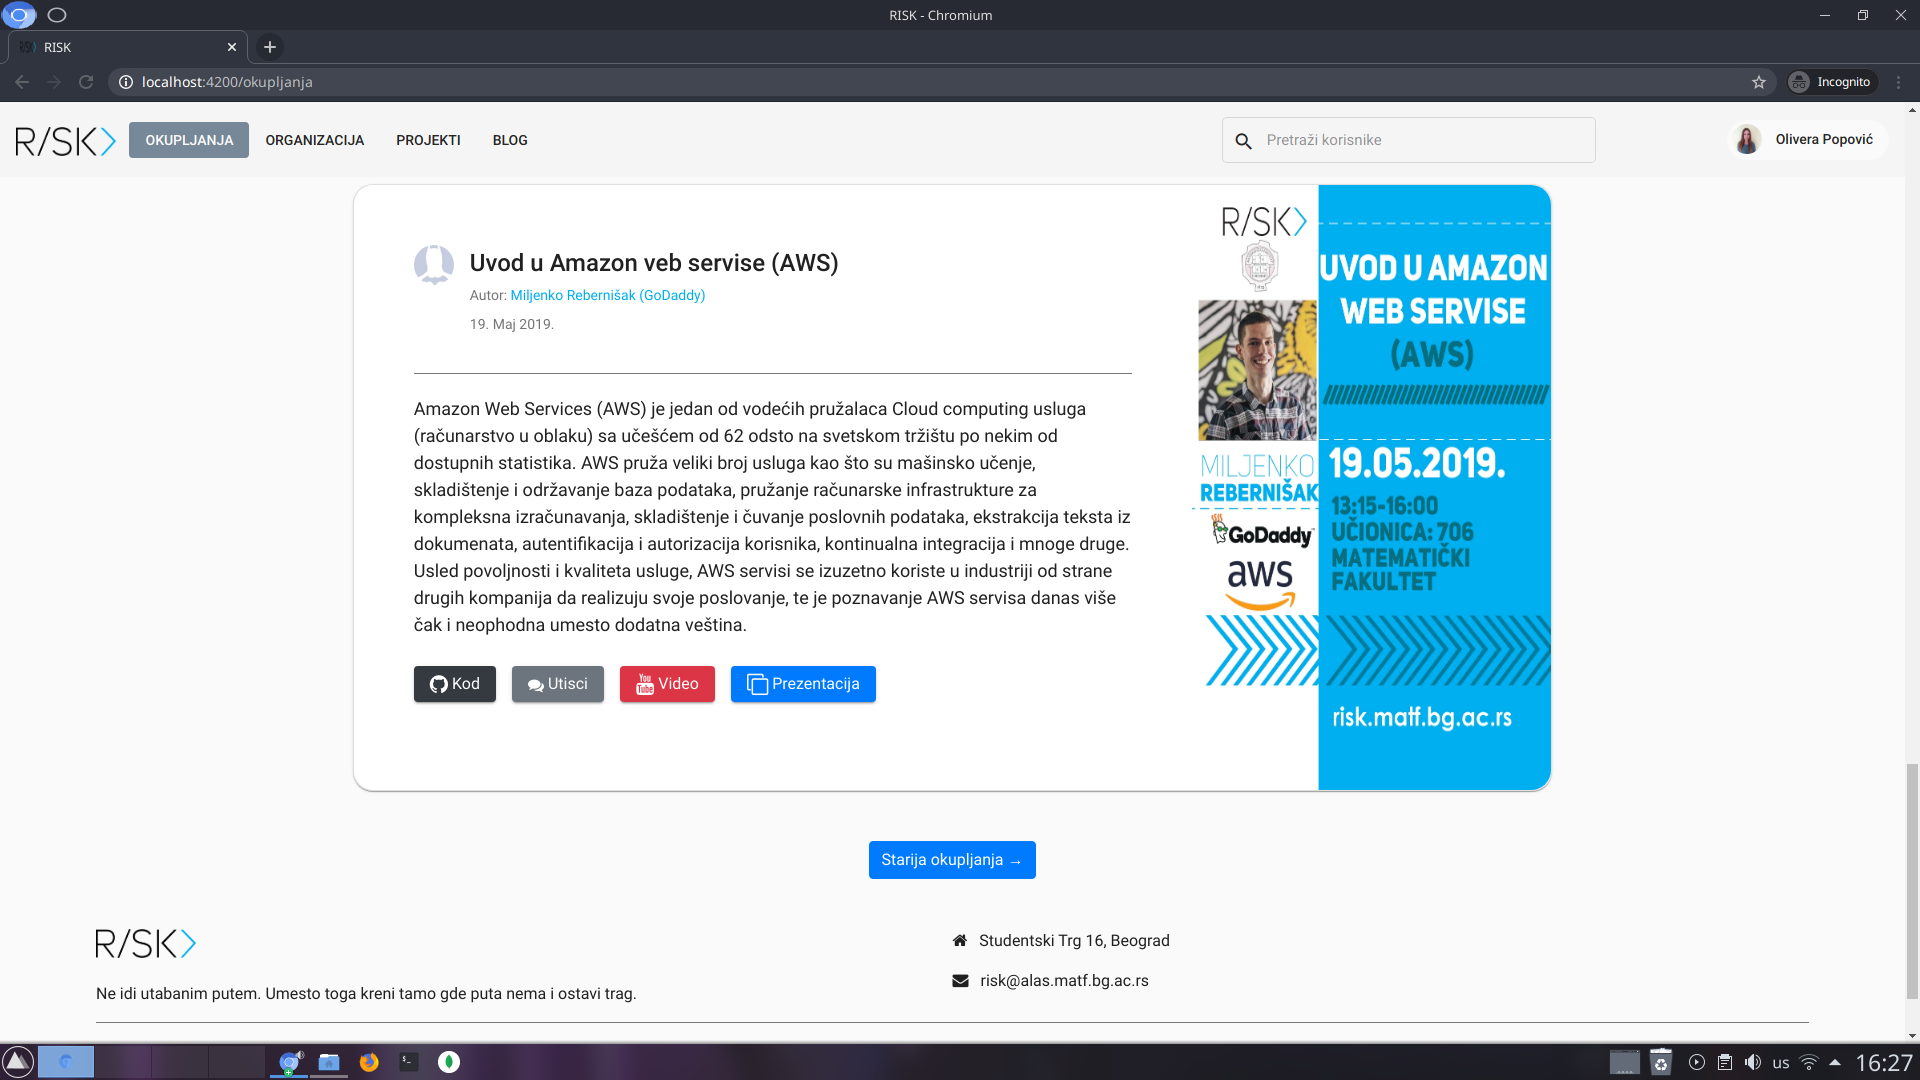 RISK - Chromium
RISK
localhost:4200/okupljanja
Incognito
R/SK>
OKUPLJANJA
ORGANIZACIJA
PROJEKTI
BLOG
Pretraži korisnike
Olivera Popović
Uvod u Amazon veb servise (AWS)
Autor: Miljenko Rebernišak (GoDaddy)
19. Maj 2019.
Amazon Web Services (AWS) je jedan od vodećih pružalaca Cloud computing usluga
(računarstvo u oblaku) sa učešćem od 62 odsto na svetskom tržištu po nekim od
dostupnih statistika. AWS pruža veliki broj usluga kao što su mašinsko učenje,
skladištenje i održavanje baza podataka, pružanje računarske infrastrukture za
kompleksna izračunavanja, skladištenje i čuvanje poslovnih podataka, ekstrakcija teksta iz
dokumenata, autentifikacija i autorizacija korisnika, kontinualna integracija i mnoge druge.
Usled povoljnosti i kvaliteta usluge, AWS servisi se izuzetno koriste u industriji od strane
drugih kompanija da realizuju svoje poslovanje, te je poznavanje AWS servisa danas više
čak i neophodna umesto dodatna veština.
Kod
Utisci
You Tube Video
Prezentacija
R/SK>
MILJENKO
REBERNIŠAK
GoDaddy
aws
UVOD U AMAZON
WEB SERVISE
(AWS)
19.05.2019.
13:15-16:00
UČIONICA: 706
MATEMATIČKI
FAKULTET
risk.matf.bg.ac.rs
Starija okupljanja →
R/SK>
Ne idi utabanim putem. Umesto toga kreni tamo gde puta nema i ostavi trag.
Studentski Trg 16, Beograd
risk@alas.matf.bg.ac.rs
us
16:27